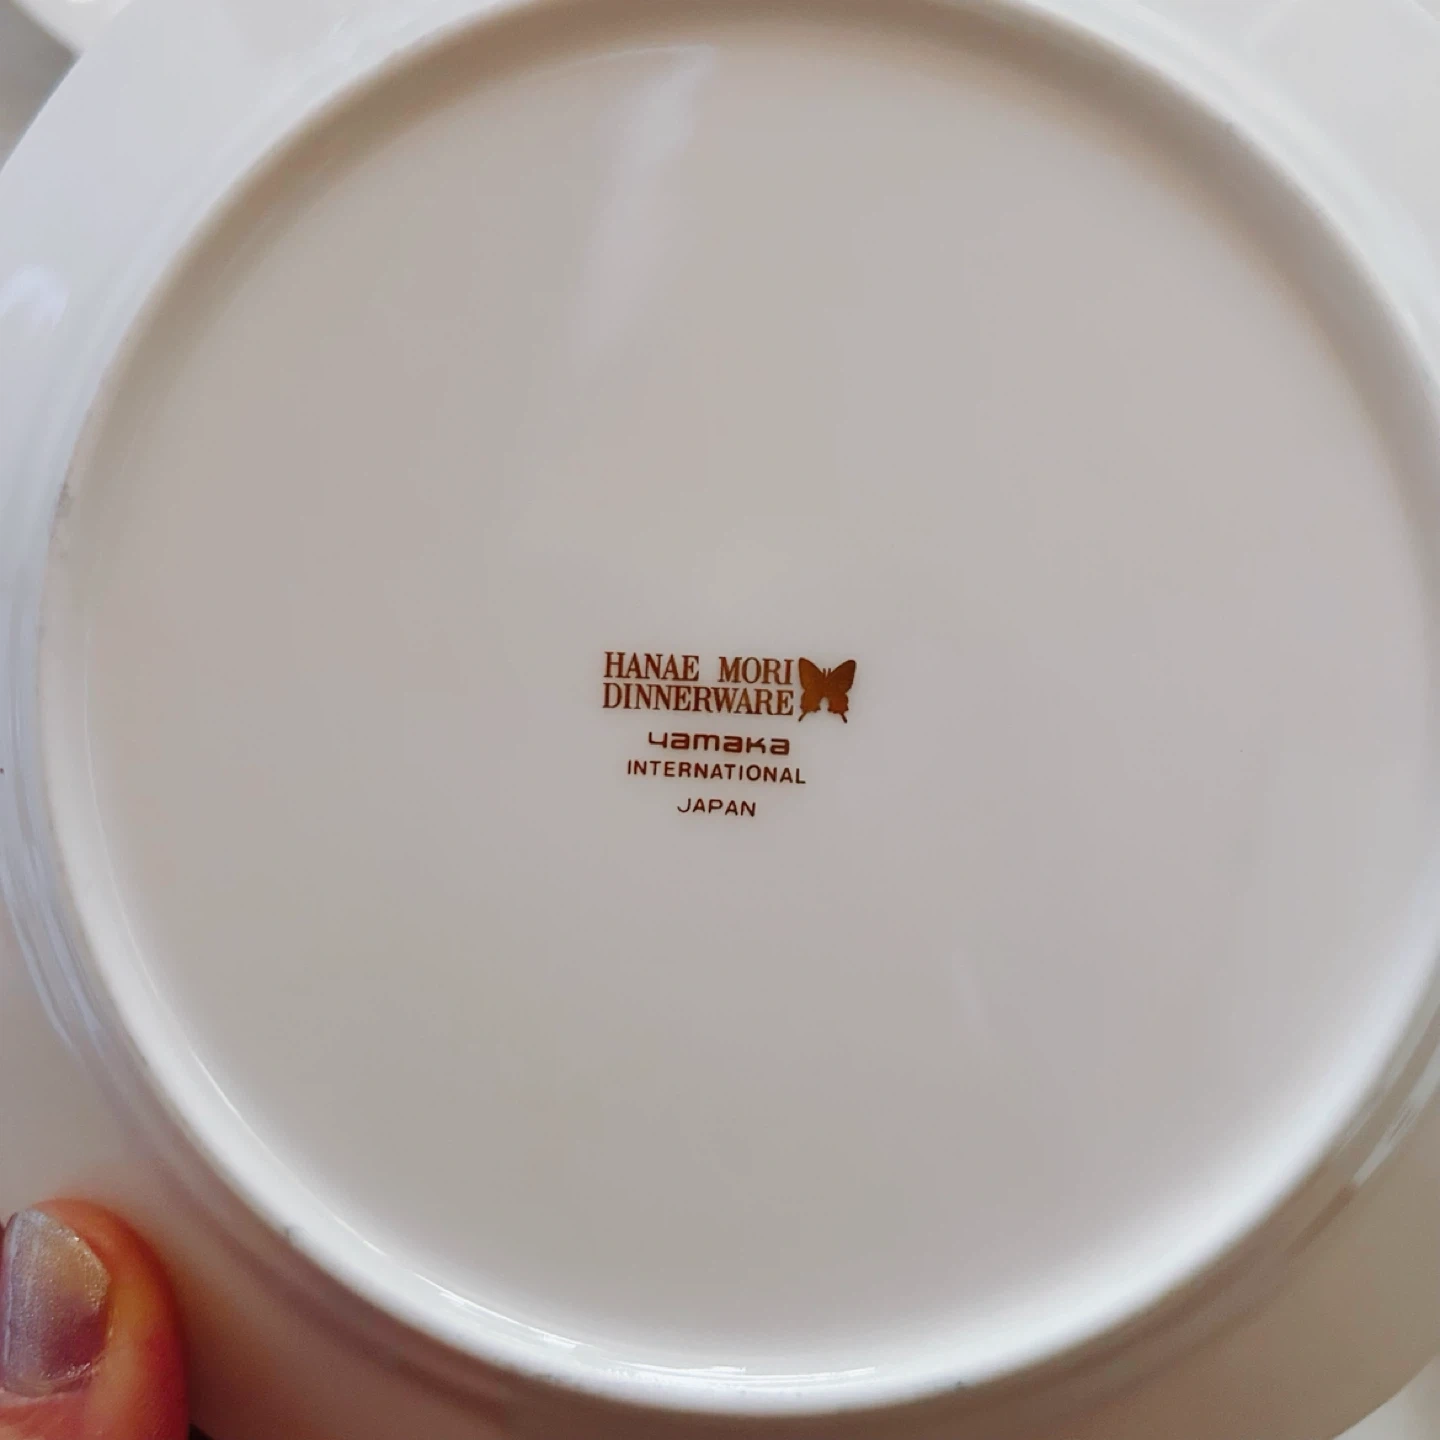 HANAE MORI
DINNERWARE
yamaka
INTERNATIONAL
JAPAN